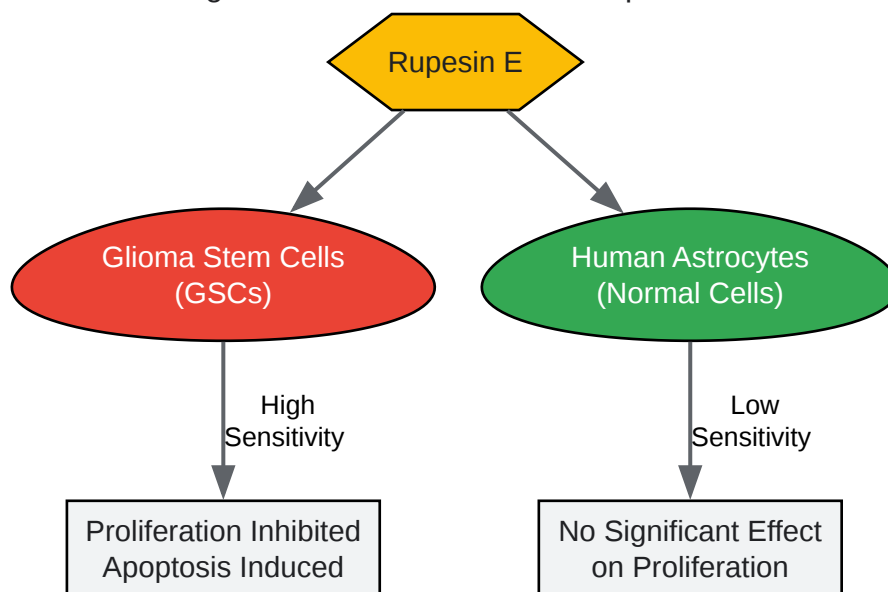 Rupesin E
Glioma Stem Cells
(GSCs)
Human Astrocytes
(Normal Cells)
High
Sensitivity
Low
Sensitivity
Proliferation Inhibited
Apoptosis Induced
No Significant Effect
on Proliferation